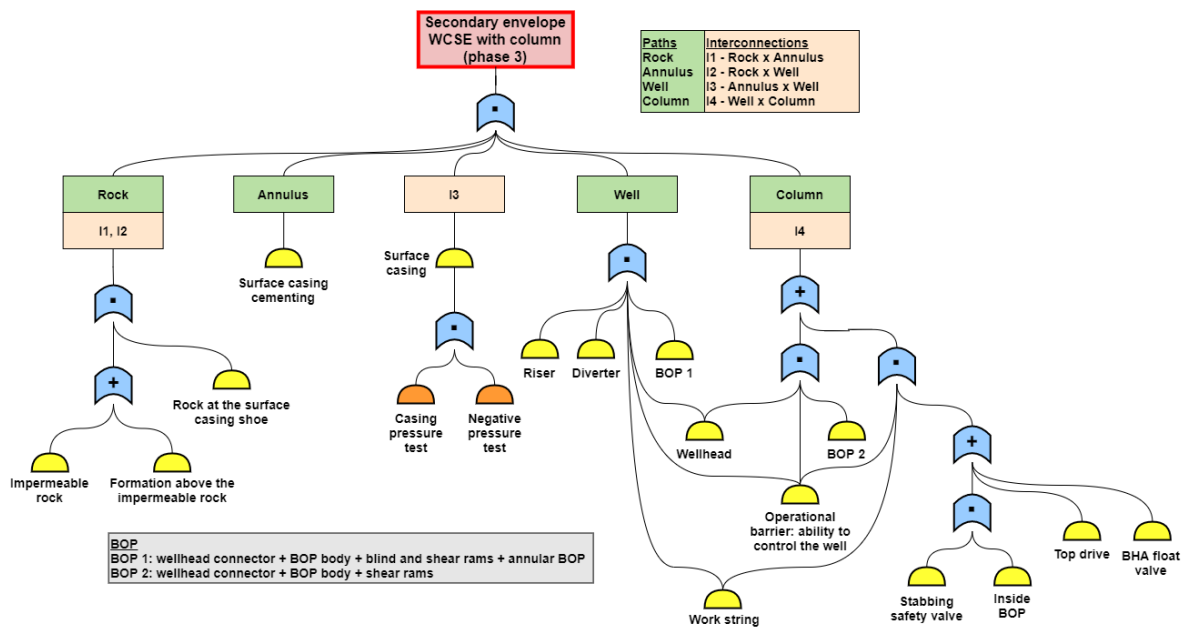 Secondary envelope
WCSE with column
(phase 3)
Paths Interconnections
Rock I1 - Rock x Annulus
Annulus I2 - Rock x Well
Well I3 - Annulus x Well
Column I4 - Well x Column
Rock
I1, I2
Annulus
I3
Well
Column
I4
Surface casing
cementing
Surface
casing
Riser
Diverter
BOP 1
Rock at the surface
casing shoe
Casing
pressure
test
Negative
pressure
test
Wellhead
BOP 2
Impermeable
rock
Formation above the
impermeable rock
Operational
barrier: ability to
control the well
Top drive
BHA float
valve
Stabbing
safety valve
Inside
BOP
Work string
BOP
BOP 1: wellhead connector + BOP body + blind and shear rams + annular BOP
BOP 2: wellhead connector + BOP body + shear rams